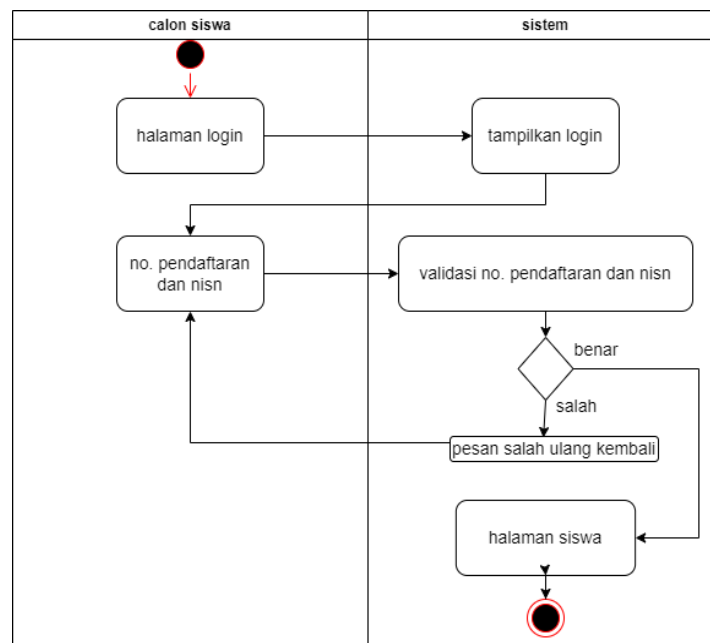 calon siswa
sistem
halaman login
tampilkan login
no. pendaftaran
dan nisn
validasi no. pendaftaran dan nisn
benar
salah
pesan salah ulang kembali
halaman siswa